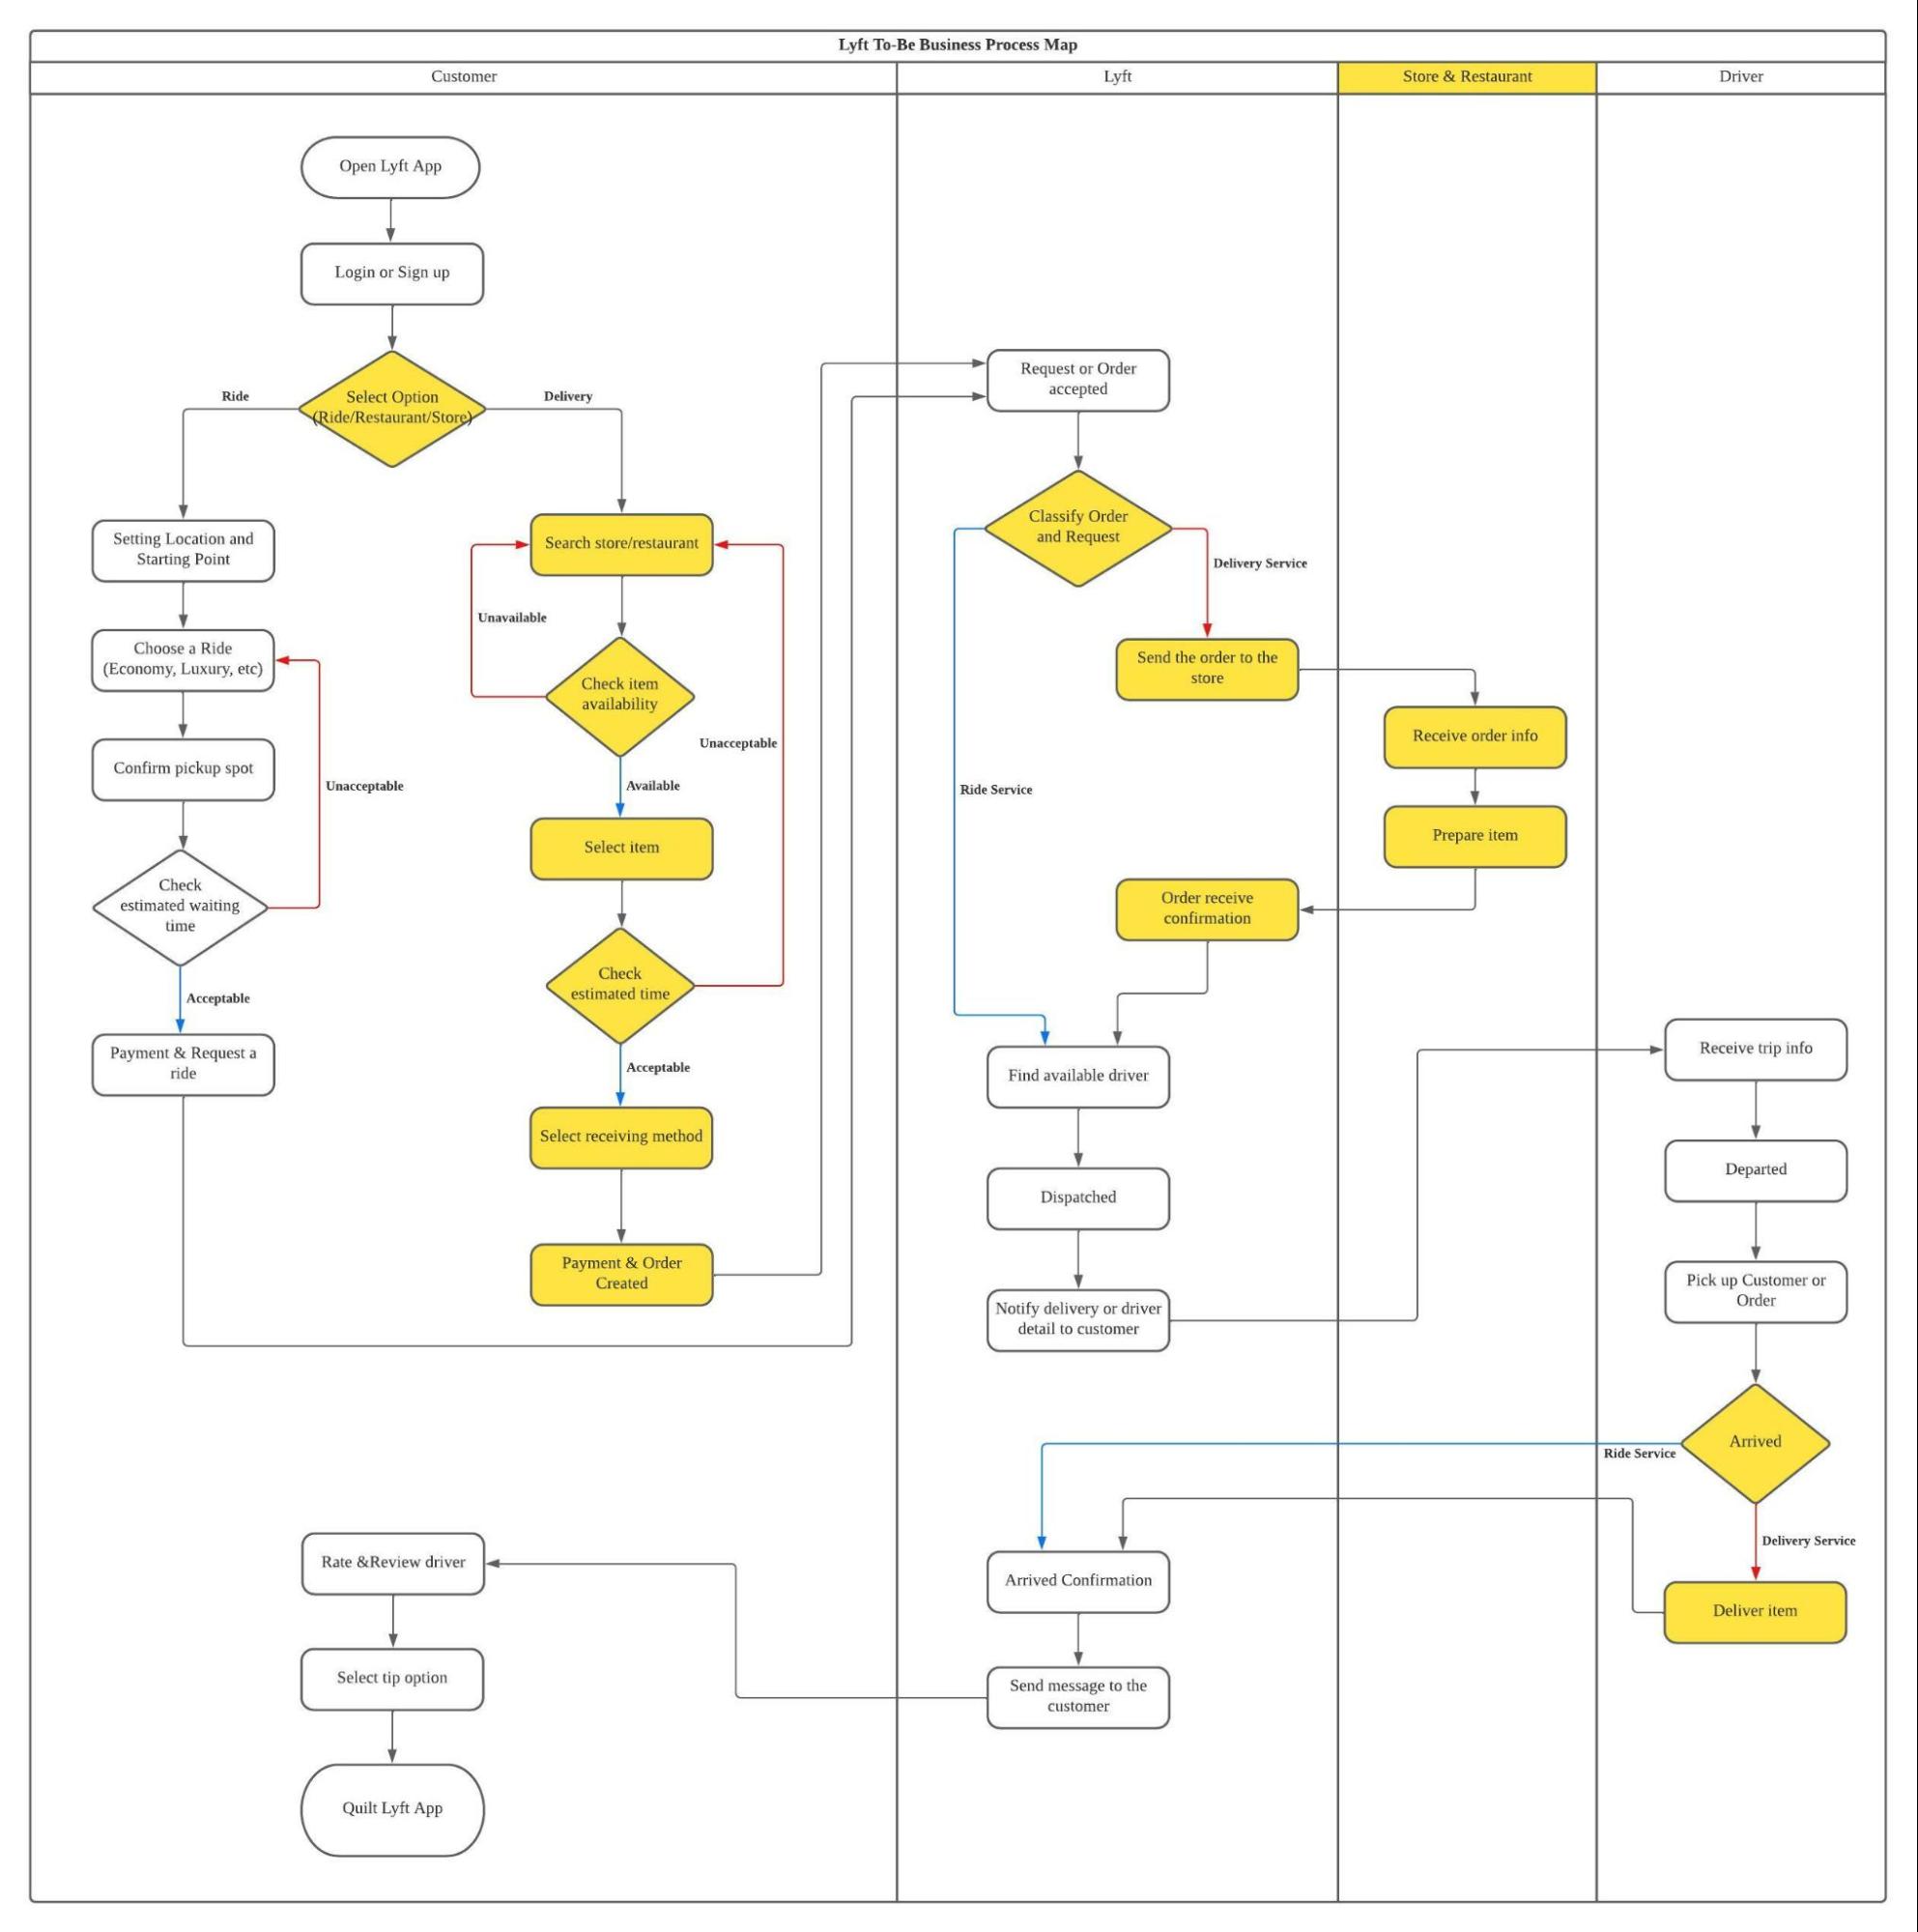 Lyft To-Be Business Process Map
Customer
Lyft
Store & Restaurant
Driver
Open Lyft App
Login or Sign up
Select Option
(Ride/Restaurant/Store)
Ride
Delivery
Setting Location and
Starting Point
Choose a Ride
(Economy, Luxury, etc)
Confirm pickup spot
Unacceptable
Check
estimated waiting
time
Acceptable
Payment & Request a
ride
Search store/restaurant
Unavailable
Check item
availability
Unacceptable
Available
Select item
Check
estimated time
Acceptable
Select receiving method
Payment & Order
Created
Request or Order
accepted
Classify Order
and Request
Delivery Service
Ride Service
Send the order to the
store
Receive order info
Prepare item
Order receive
confirmation
Find available driver
Dispatched
Notify delivery or driver
detail to customer
Receive trip info
Departed
Pick up Customer or
Order
Arrived
Ride Service
Delivery Service
Deliver item
Arrived Confirmation
Send message to the
customer
Rate &Review driver
Select tip option
Quilt Lyft App